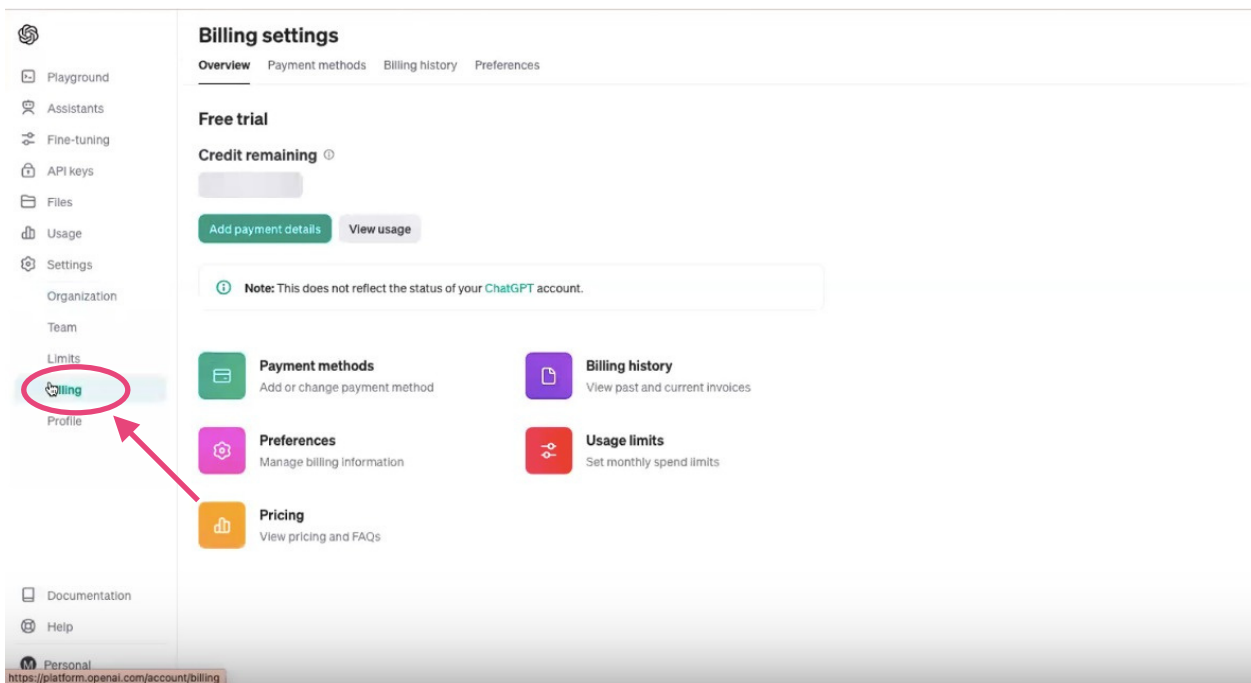 Billing settings
Overview Payment methods Billing history Preferences
Playground
Assistants
Fine-tuning
API keys
Files
Usage
Settings
Organization
Team
Limits
lling
Profile
Documentation
Help
M Personal
https://platform.openai.com/account/billing
Free trial
Credit remaining
Add payment details View usage
Note: This does not reflect the status of your ChatGPT account.
Payment methods
Add or change payment method
Billing history
View past and current invoices
Preferences
Manage billing information
Usage limits
Set monthly spend limits
Pricing
View pricing and FAQs